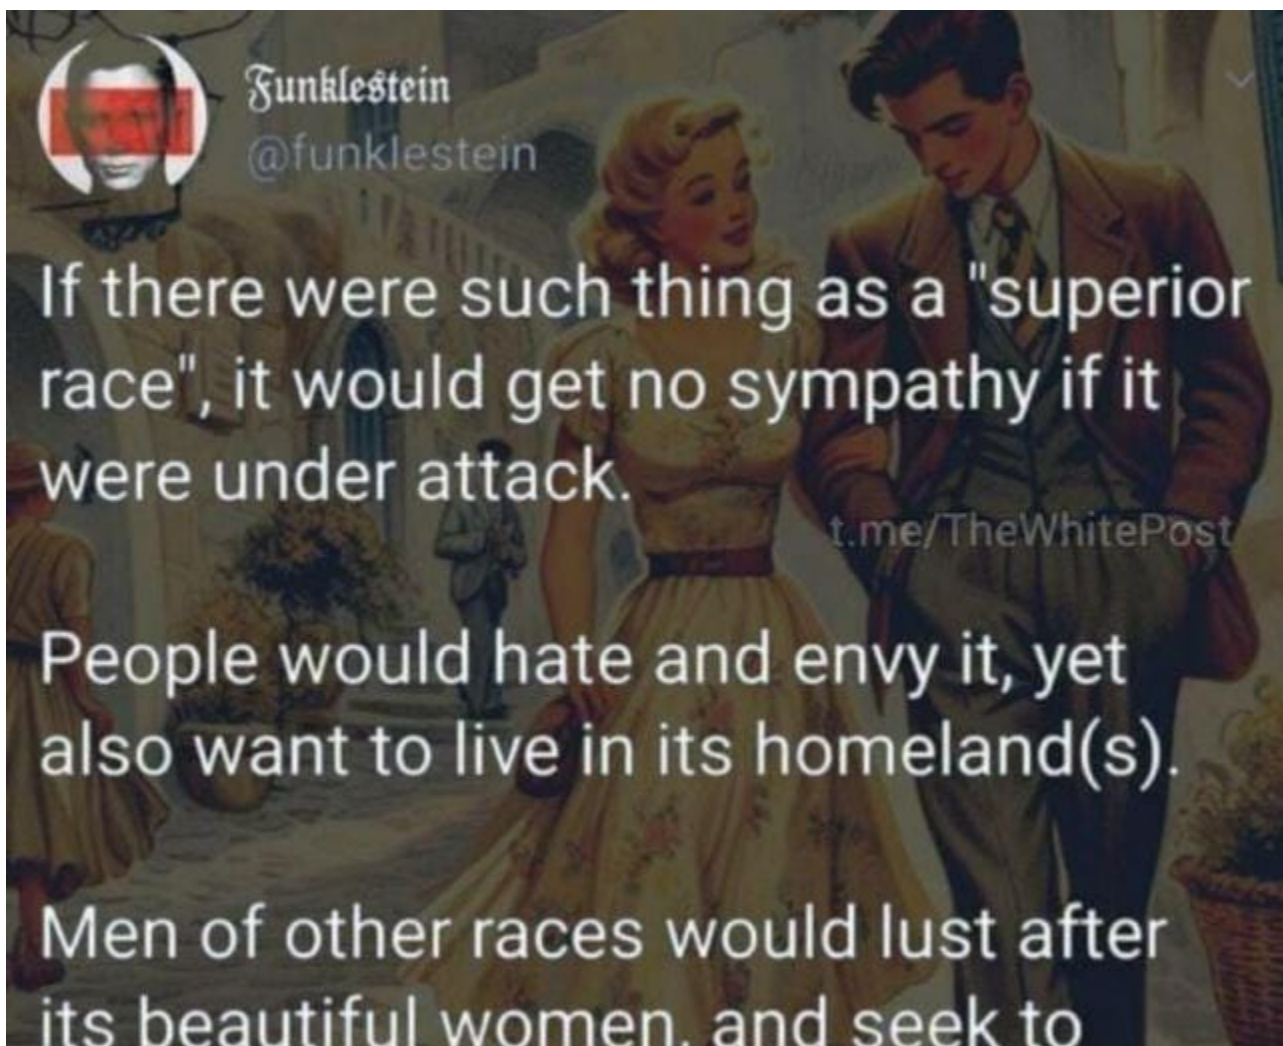 Funklestein
@funklestein
If there were such thing as a "superior
race", it would get no sympathy if it
were under attack.
t.me/TheWhitePost
People would hate and envy it, yet
also want to live in its homeland(s).
Men of other races would lust after
its beautiful women, and seek to